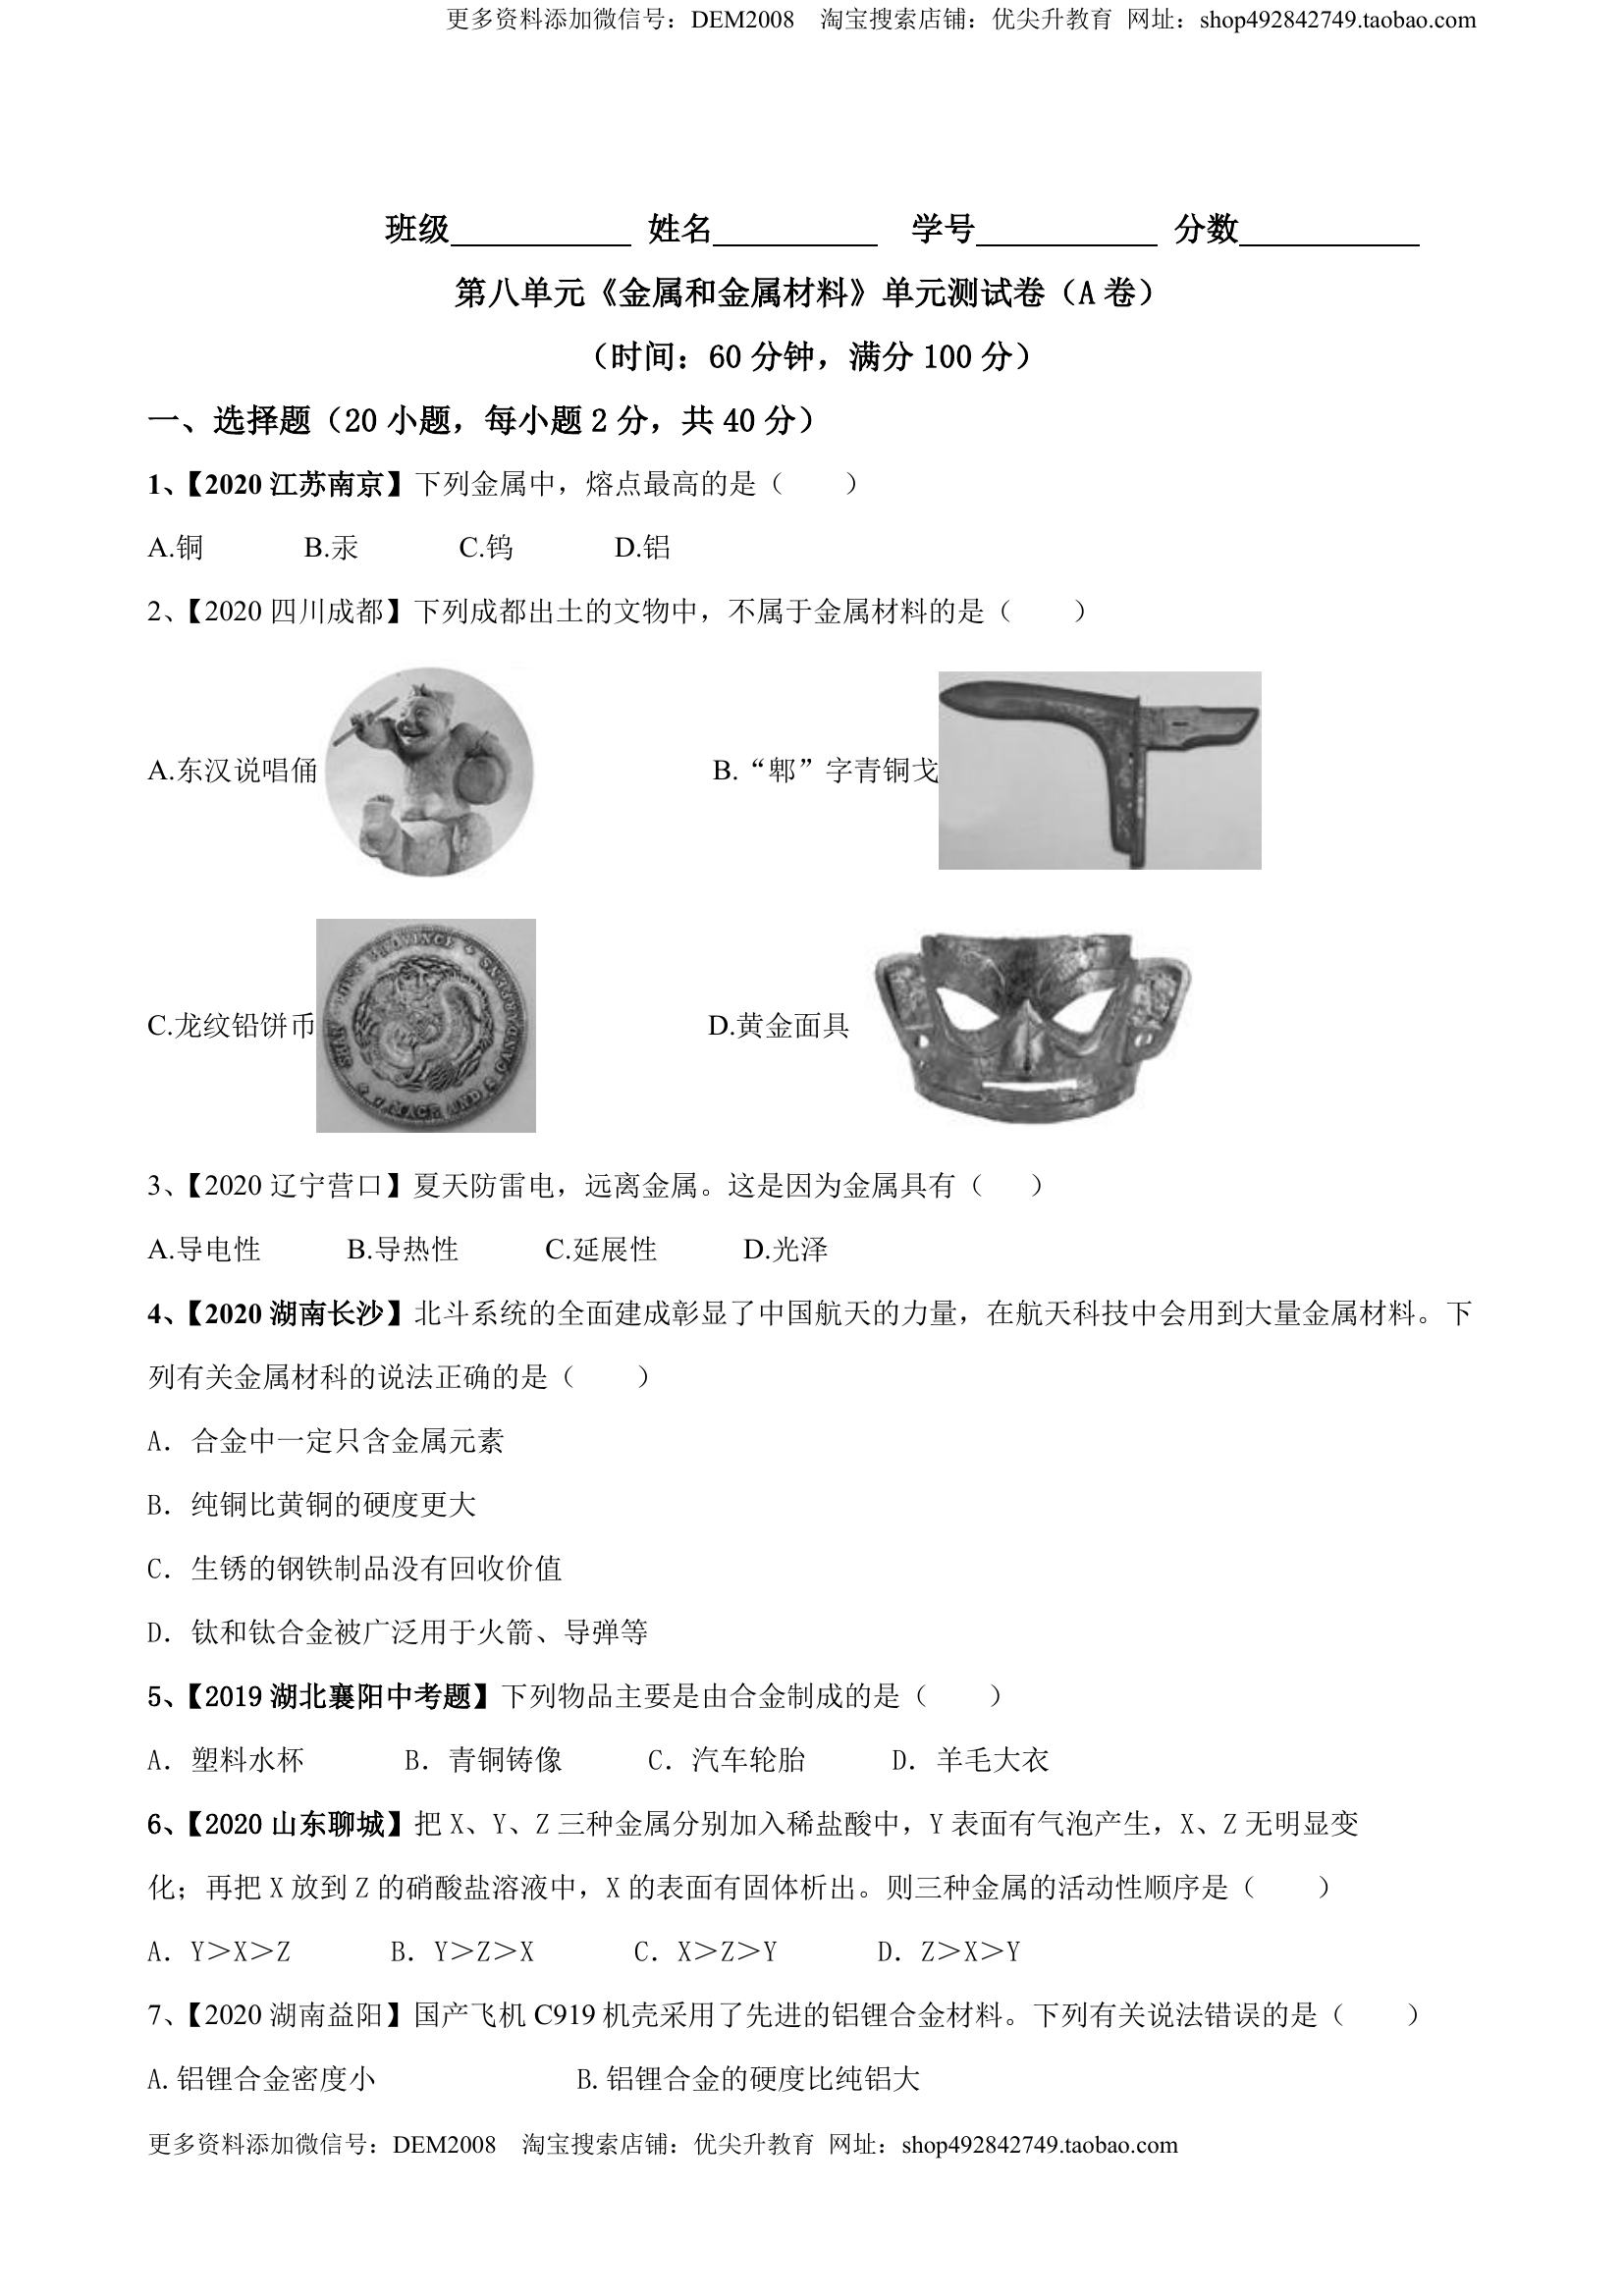 更多资料添加微信号：DEM2008 淘宝搜索店铺：优尖升教育 网址：shop492842749.taobao.com
班级 姓名 学号 分数
第八单元《金属和金属材料》单元测试卷（A 卷）
（时间：60 分钟，满分 100 分）
一、选择题（20 小题，每小题 2 分，共 40 分）
1、【2020 江苏南京】下列金属中，熔点最高的是（ ）
A.铜 B.汞 C.钨 D.铝
2、【2020 四川成都】下列成都出土的文物中，不属于金属材料的是（ ）
A.东汉说唱俑 B.“郫”字青铜戈
C.龙纹铅饼币 D.黄金面具
3、【2020 辽宁营口】夏天防雷电，远离金属。这是因为金属具有（ ）
A.导电性 B.导热性 C.延展性 D.光泽
4、【2020 湖南长沙】北斗系统的全面建成彰显了中国航天的力量，在航天科技中会用到大量金属材料。下
列有关金属材科的说法正确的是（ ）
A．合金中一定只含金属元素
B．纯铜比黄铜的硬度更大
C．生锈的钢铁制品没有回收价值
D．钛和钛合金被广泛用于火箭、导弹等
5、【2019 湖北襄阳中考题】下列物品主要是由合金制成的是（ ）
A．塑料水杯 B．青铜铸像 C．汽车轮胎 D．羊毛大衣
6、【2020 山东聊城】把 X、Y、Z 三种金属分别加入稀盐酸中，Y 表面有气泡产生，X、Z 无明显变
化；再把 X 放到 Z 的硝酸盐溶液中，X 的表面有固体析出。则三种金属的活动性顺序是（ ）
A．Y＞X＞Z B．Y＞Z＞X C．X＞Z＞Y D．Z＞X＞Y
7、【2020 湖南益阳】国产飞机 C919 机壳采用了先进的铝锂合金材料。下列有关说法错误的是（ ）
A.铝锂合金密度小 B.铝锂合金的硬度比纯铝大
更多资料添加微信号：DEM2008 淘宝搜索店铺：优尖升教育 网址：shop492842749.taobao.com